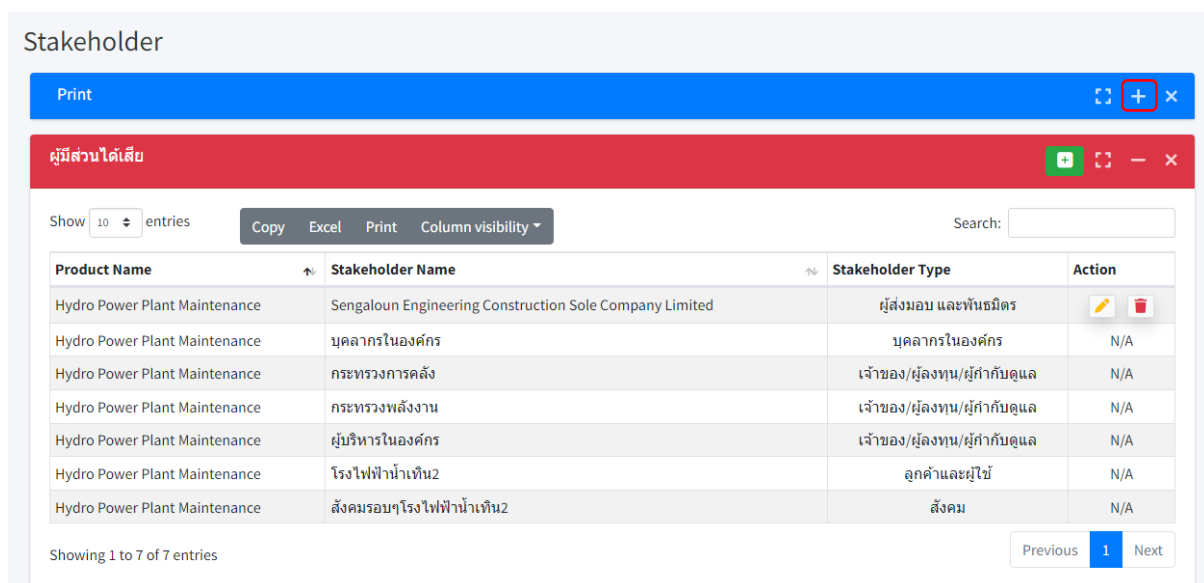 Stakeholder
Print
ผู้มีส่วนได้เสีย
Show 10 entries Copy Excel Print Column visibility Search:
Product Name Stakeholder Name Stakeholder Type Action
Hydro Power Plant Maintenance Sengaloun Engineering Construction Sole Company Limited ผู้ส่งมอบ และพันธมิตร
Hydro Power Plant Maintenance บุคลากรในองค์กร บุคลากรในองค์กร N/A
Hydro Power Plant Maintenance กระทรวงการคลัง เจ้าของ/ผู้ลงทุน/ผู้กำกับดูแล N/A
Hydro Power Plant Maintenance กระทรวงพลังงาน เจ้าของ/ผู้ลงทุน/ผู้กำกับดูแล N/A
Hydro Power Plant Maintenance ผู้บริหารในองค์กร เจ้าของ/ผู้ลงทุน/ผู้กำกับดูแล N/A
Hydro Power Plant Maintenance โรงไฟฟ้าน้ำเทิน2 ลูกค้าและผู้ใช้ N/A
Hydro Power Plant Maintenance สังคมรอบๆโรงไฟฟ้าน้ำเทิน2 สังคม N/A
Showing 1 to 7 of 7 entries Previous 1 Next